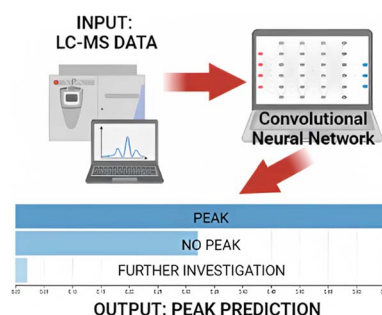 INPUT:
LC-MS DATA
Convolutional
Neural Network
PEAK
NO PEAK
FURTHER INVESTIGATION
OUTPUT: PEAK PREDICTION